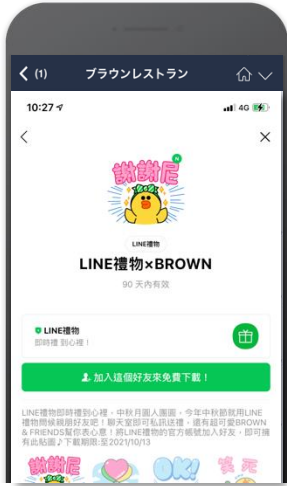 (1) ブラウンレストラン
10:27 4G
謝謝尼
N
LINE禮物
LINE禮物×BROWN
90 天內有效
LINE禮物
即時禮 到心裡！
加入這個好友來免費下載！
LINE禮物即時禮到心裡，中秋月圓人團圓，今年中秋節就用LINE
禮物問候親朋好友吧！聊天室即可私訊送禮，還有超可愛BROWN
& FRIENDS幫你表心意！將LINE禮物的官方帳號加入好友，即可擁
有此貼圖♪下載期限:至2021/10/13
謝謝尼 OK! 笑死